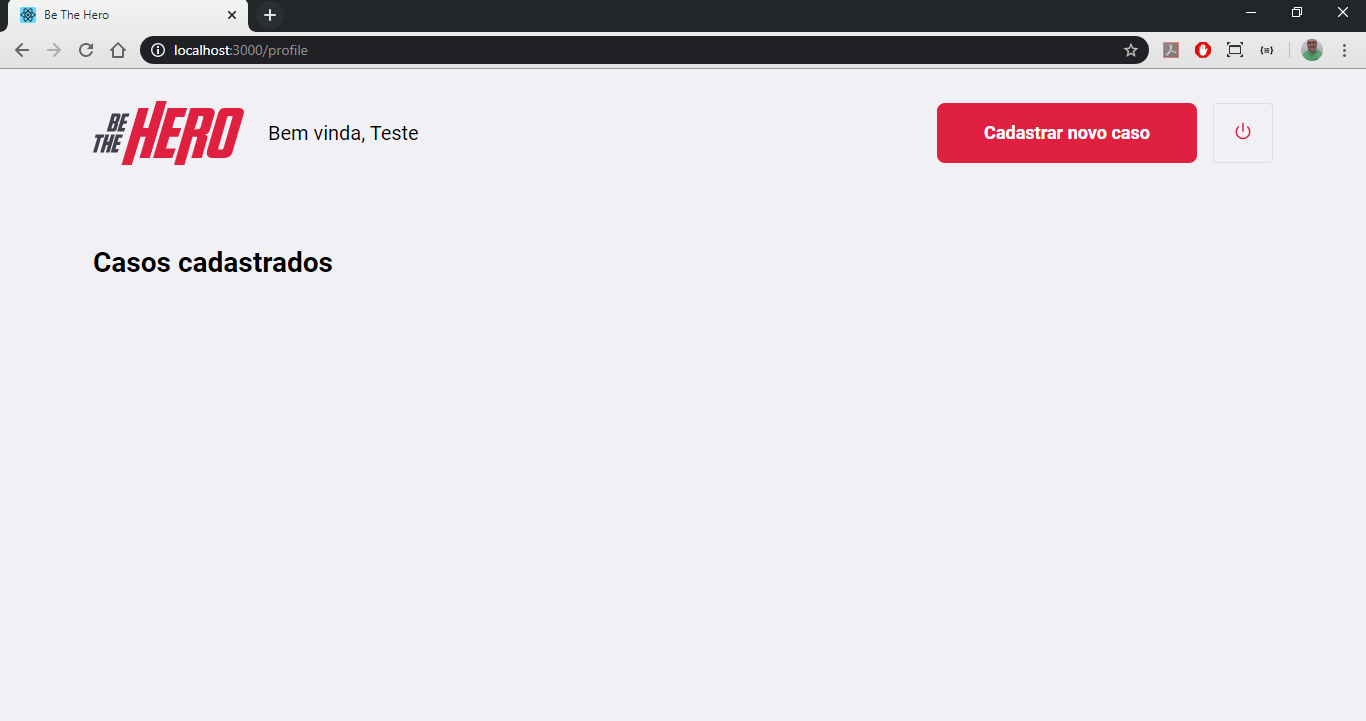 Be The Hero
localhost:3000/profile
BE THE HERO
Bem vinda, Teste
Cadastrar novo caso
Casos cadastrados